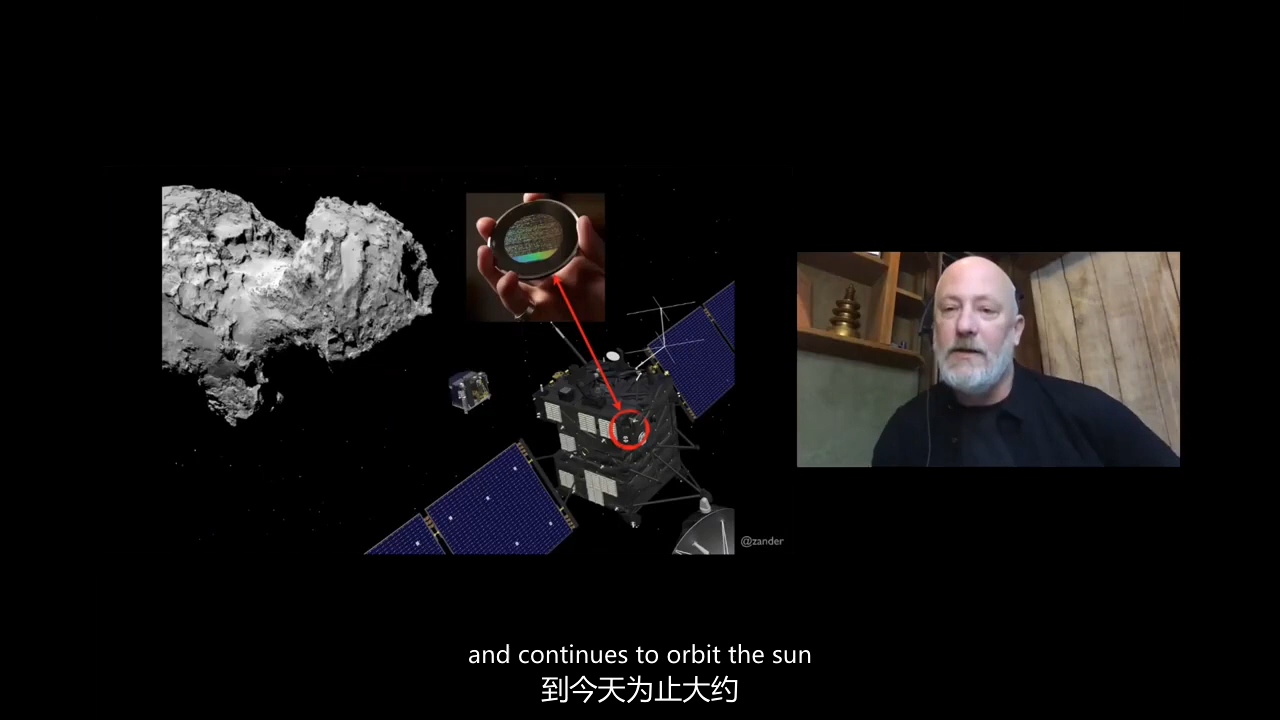 @zander
and continues to orbit the sun
到今天为止大约